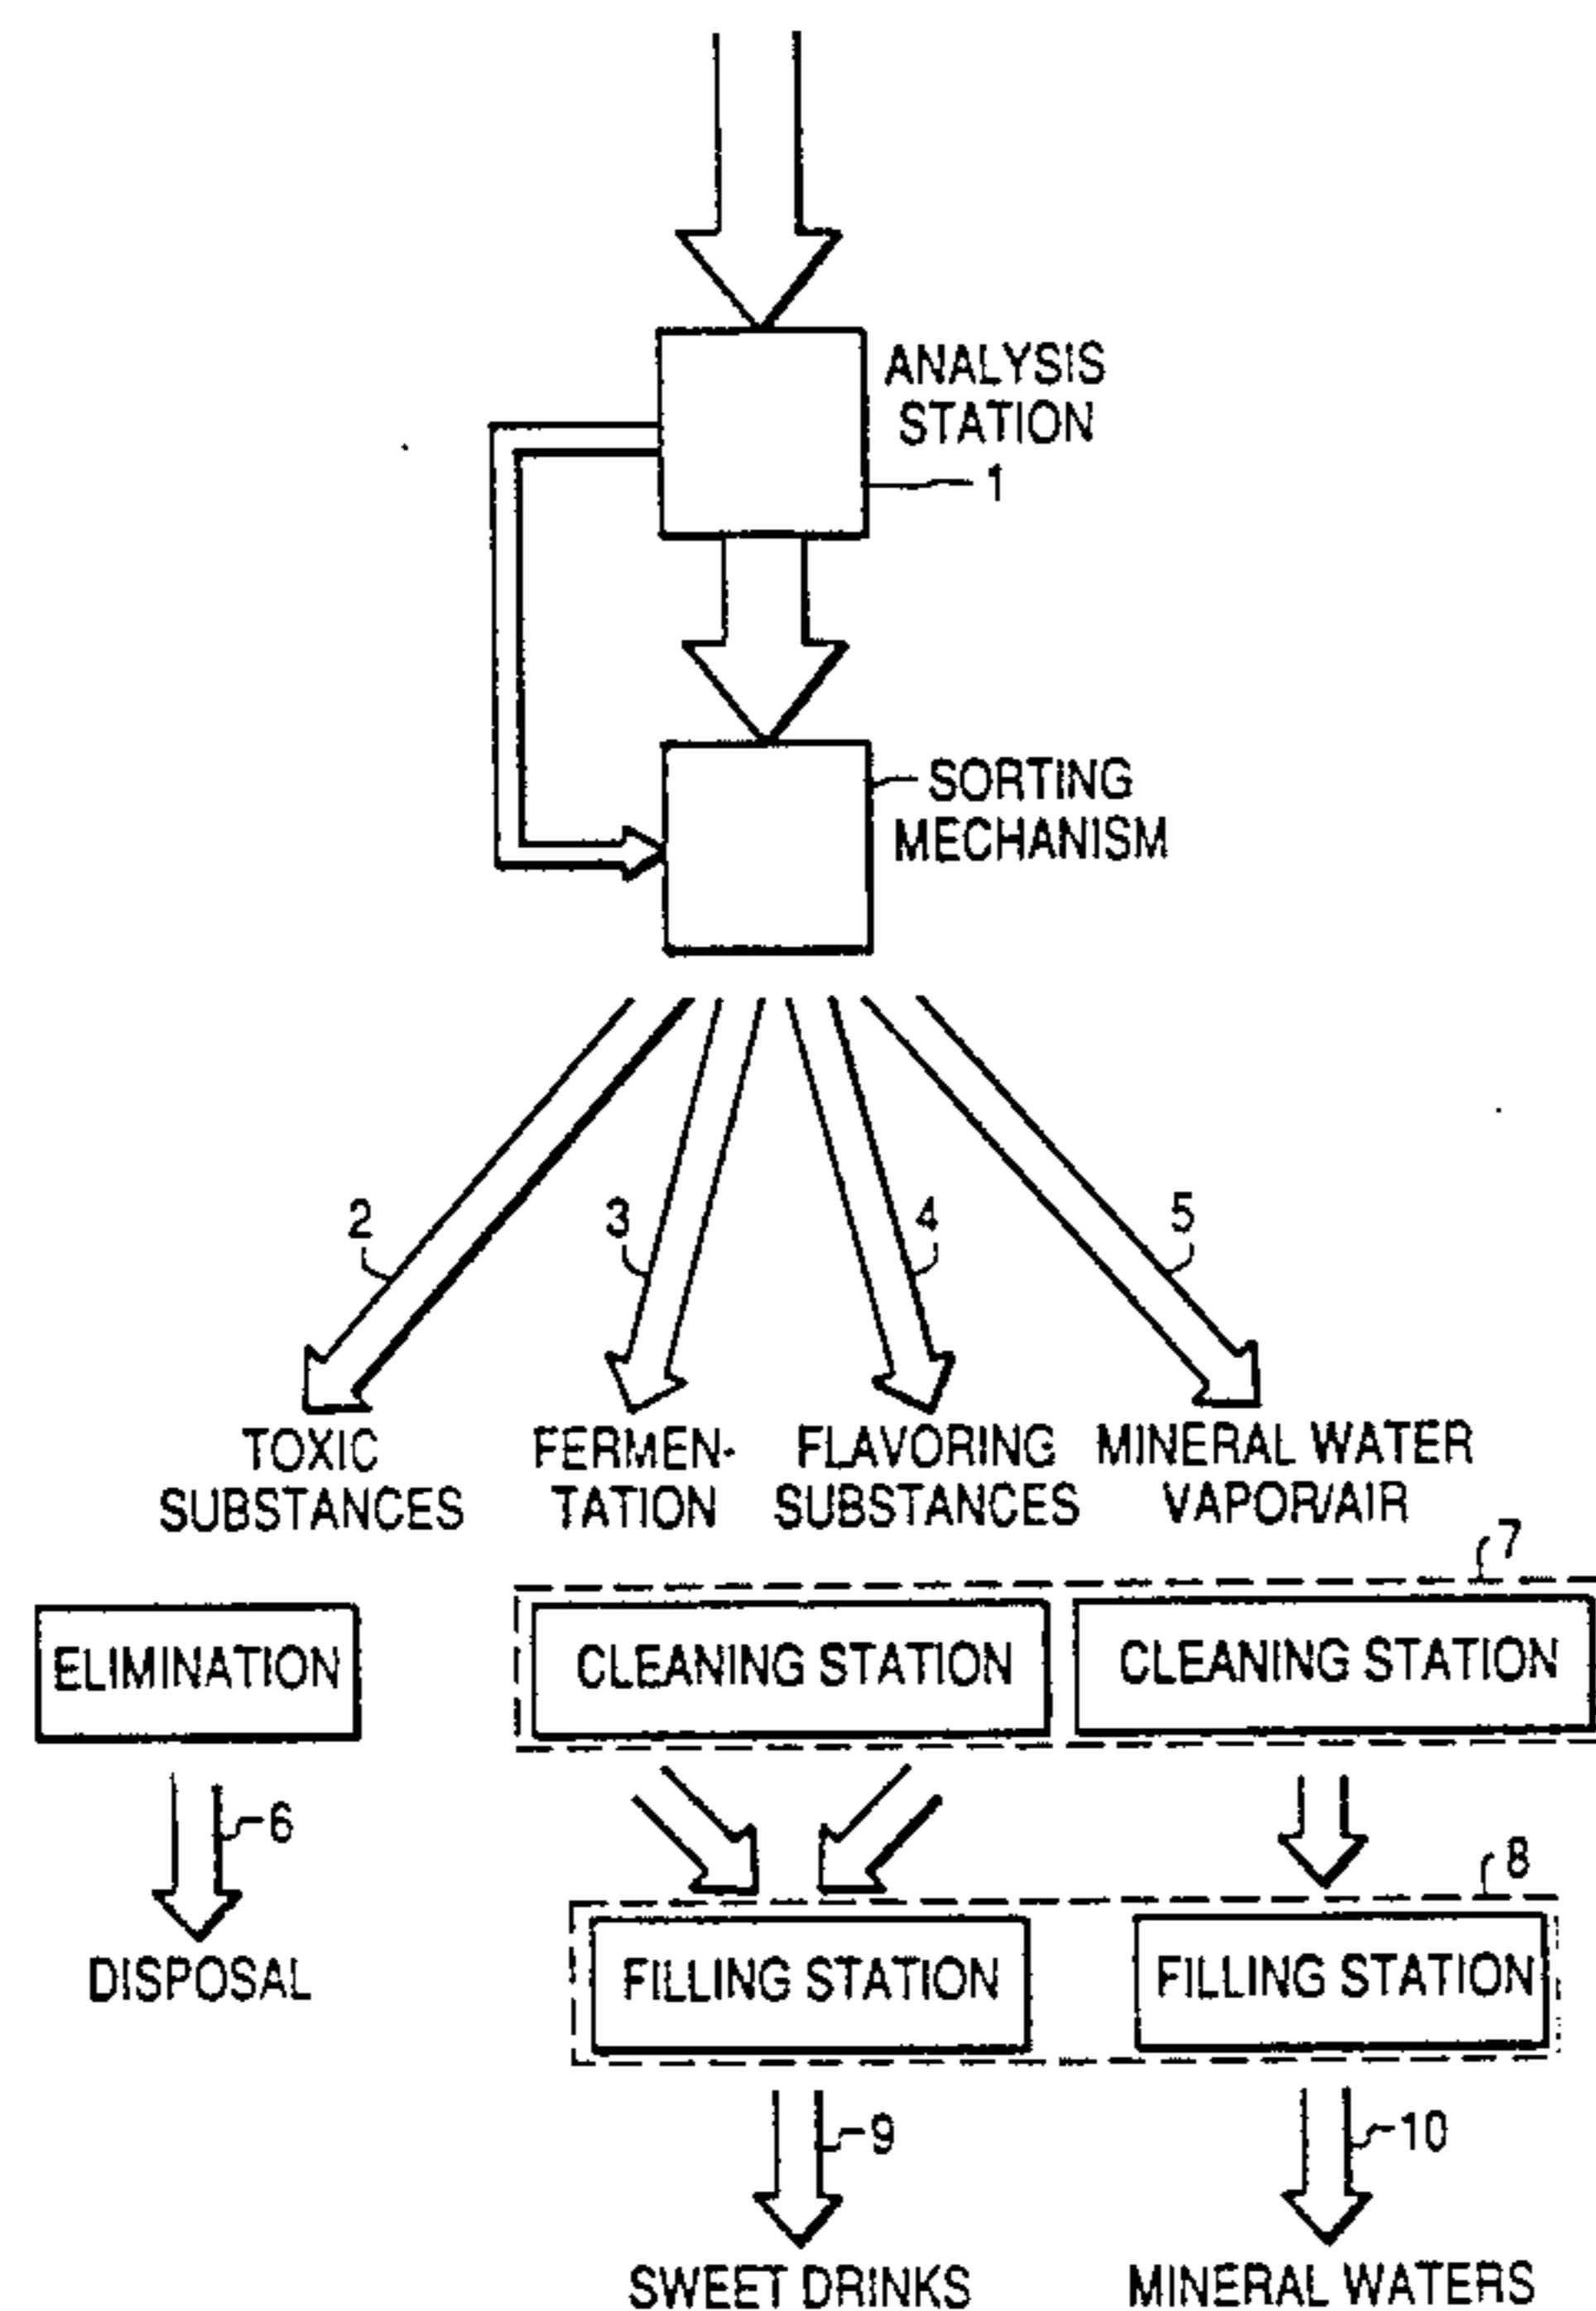 ANALYSIS
STATION
1
SORTING
MECHANISM
2
3
4
5
TOXIC
SUBSTANCES
FERMEN-
TATION
FLAVORING
SUBSTANCES
MINERAL WATER
VAPOR/AIR
7
ELIMINATION
CLEANING STATION
CLEANING STATION
6
8
DISPOSAL
FILLING STATION
FILLING STATION
9
10
SWEET DRINKS
MINERAL WATERS